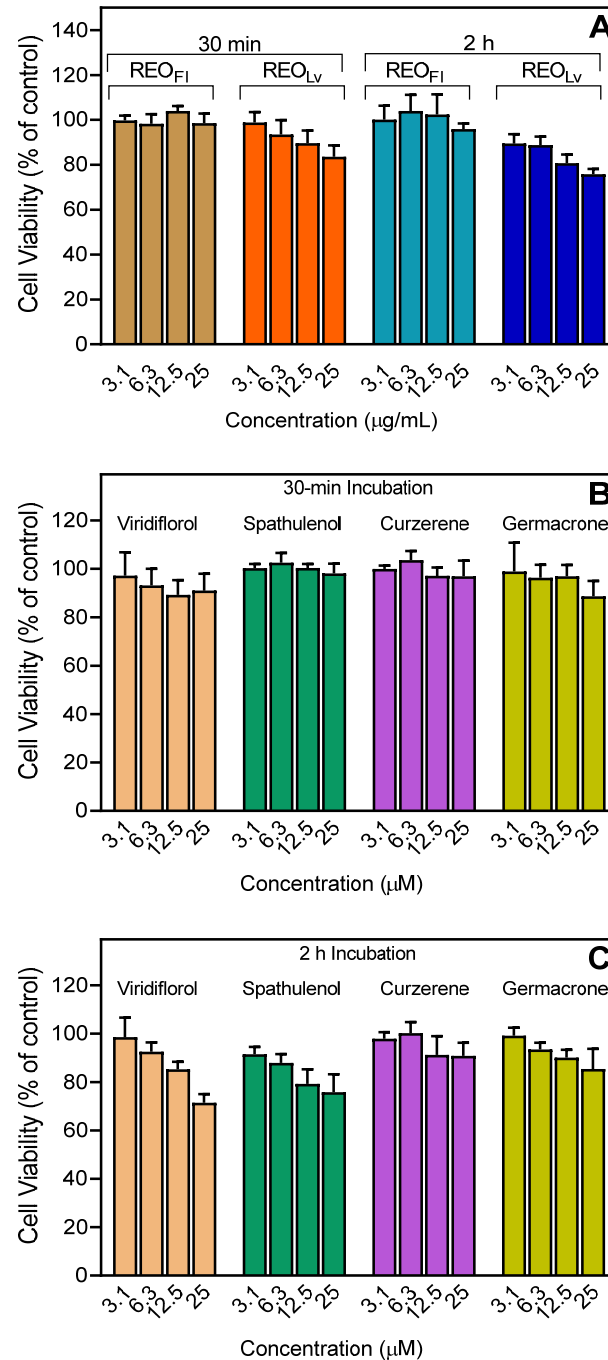 A
30 min 2 h
REOFl REOLv REOFl REOLv
Cell Viability (% of control)
140
120
100
80
60
40
20
0
3.1 6.3 12.5 25 3.1 6.3 12.5 25 3.1 6.3 12.5 25 3.1 6.3 12.5 25
Concentration (μg/mL)
B
30-min Incubation
Viridiflorol Spathulenol Curzerene Germacrone
Cell Viability (% of control)
120
100
80
60
40
20
0
3.1 6.3 12.5 25 3.1 6.3 12.5 25 3.1 6.3 12.5 25 3.1 6.3 12.5 25
Concentration (μM)
C
2 h Incubation
Viridiflorol Spathulenol Curzerene Germacrone
Cell Viability (% of control)
120
100
80
60
40
20
0
3.1 6.3 12.5 25 3.1 6.3 12.5 25 3.1 6.3 12.5 25 3.1 6.3 12.5 25
Concentration (μM)